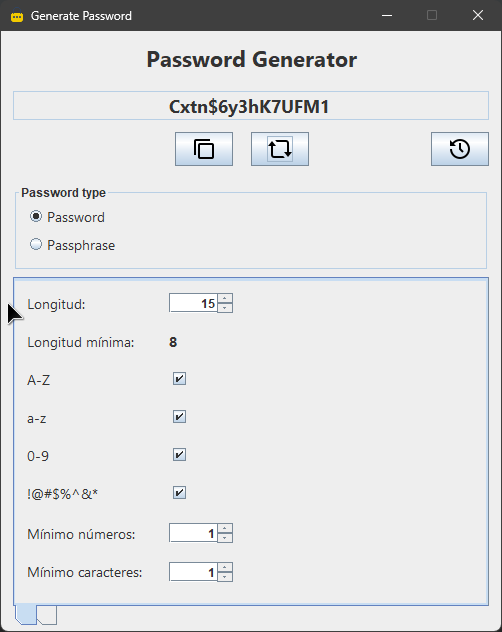 Generate Password
Password Generator
Cxtn$6y3hK7UFM1
Password type
Password
Passphrase
Longitud: 15
Longitud mínima: 8
A-Z
a-z
0-9
!@#$%^&*
Mínimo números: 1
Mínimo caracteres: 1